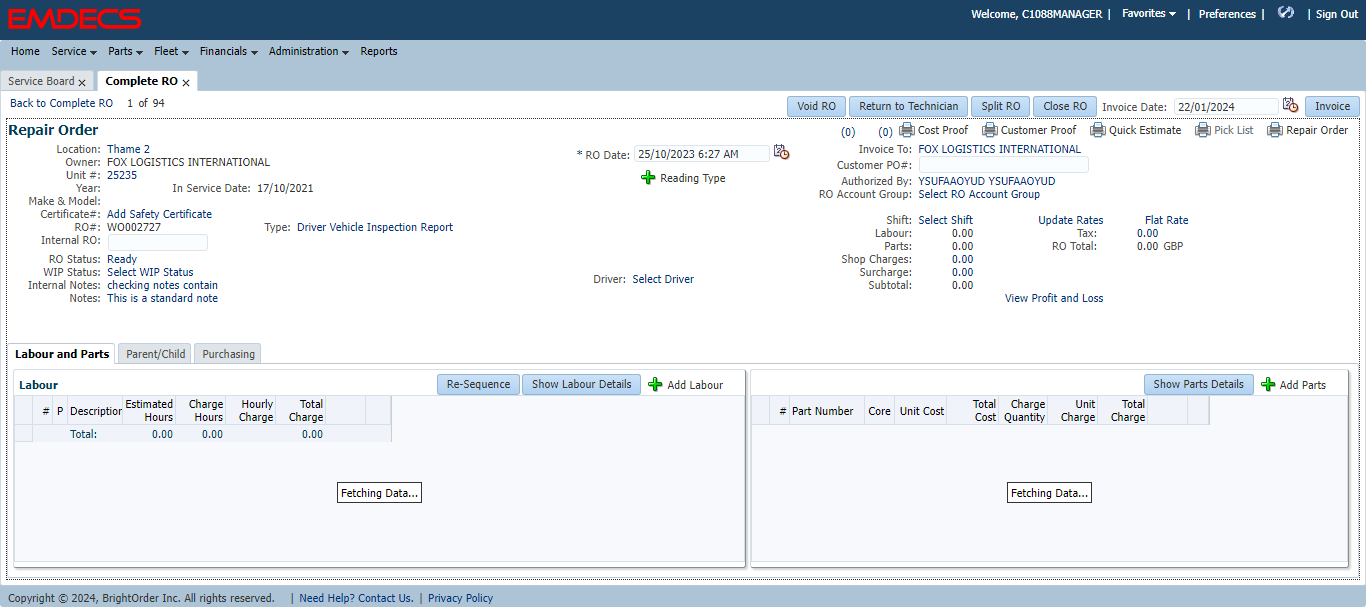 EMDECS
Welcome, C1088MANAGER | Favorites | Preferences | | Sign Out
Home Service Parts Fleet Financials Administration Reports
Service Board x Complete RO x
Back to Complete RO 1 of 94
Void RO Return to Technician Split RO Close RO Invoice Date: 22/01/2024 Invoice
Repair Order
(0) (0) Cost Proof Customer Proof Quick Estimate Pick List Repair Order
Location: Thame 2
Owner: FOX LOGISTICS INTERNATIONAL
Unit #: 25235
Year: In Service Date: 17/10/2021
Make & Model:
Certificate#: Add Safety Certificate
RO#: WO002727 Type: Driver Vehicle Inspection Report
Internal RO:
RO Status: Ready
WIP Status: Select WIP Status
Internal Notes: checking notes contain
Notes: This is a standard note
* RO Date: 25/10/2023 6:27 AM
Reading Type
Driver: Select Driver
Invoice To: FOX LOGISTICS INTERNATIONAL
Customer PO#:
Authorized By: YSUFAAOYUD YSUFAAOYUD
RO Account Group: Select RO Account Group
Shift: Select Shift Update Rates Flat Rate
Labour: 0.00 Tax: 0.00
Parts: 0.00 RO Total: 0.00 GBP
Shop Charges: 0.00
Surcharge: 0.00
Subtotal: 0.00
View Profit and Loss
Labour and Parts Parent/Child Purchasing
Labour Re-Sequence Show Labour Details Add Labour
# P Description Estimated Hours Charge Hours Hourly Charge Total Charge
Total: 0.00 0.00 0.00
Fetching Data...
Show Parts Details Add Parts
# Part Number Core Unit Cost Total Cost Charge Quantity Unit Charge Total Charge
Fetching Data...
Copyright © 2024, BrightOrder Inc. All rights reserved. | Need Help? Contact Us. | Privacy Policy